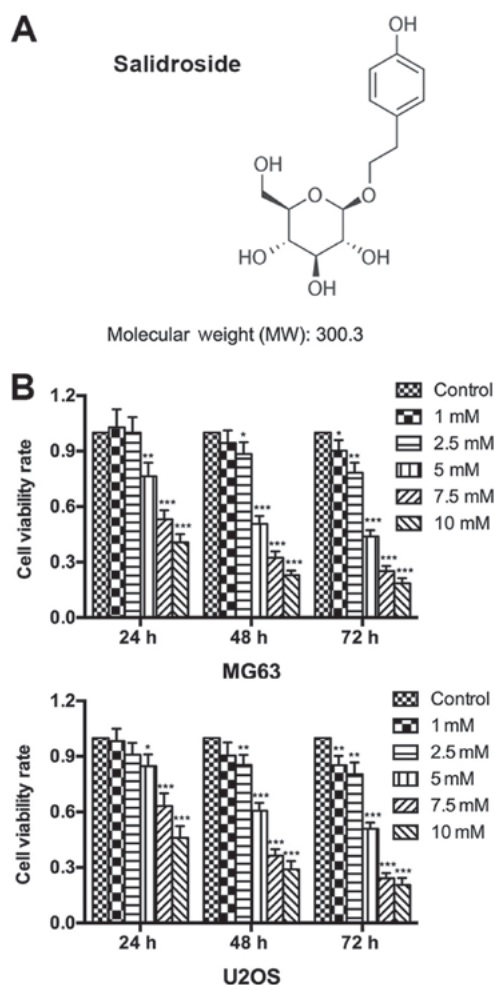 A
Salidroside
OH
OH
O
O
HO
OH
OH
Molecular weight (MW): 300.3
B
1.2
0.9
0.6
0.3
0.0
Cell viability rate
** *** ***
* *** *** ***
* ** *** *** ***
24 h 48 h 72 h
MG63
Control
1 mM
2.5 mM
5 mM
7.5 mM
10 mM
1.2
0.9
0.6
0.3
0.0
Cell viability rate
* *** ***
** *** *** ***
** ** *** *** ***
24 h 48 h 72 h
U2OS
Control
1 mM
2.5 mM
5 mM
7.5 mM
10 mM